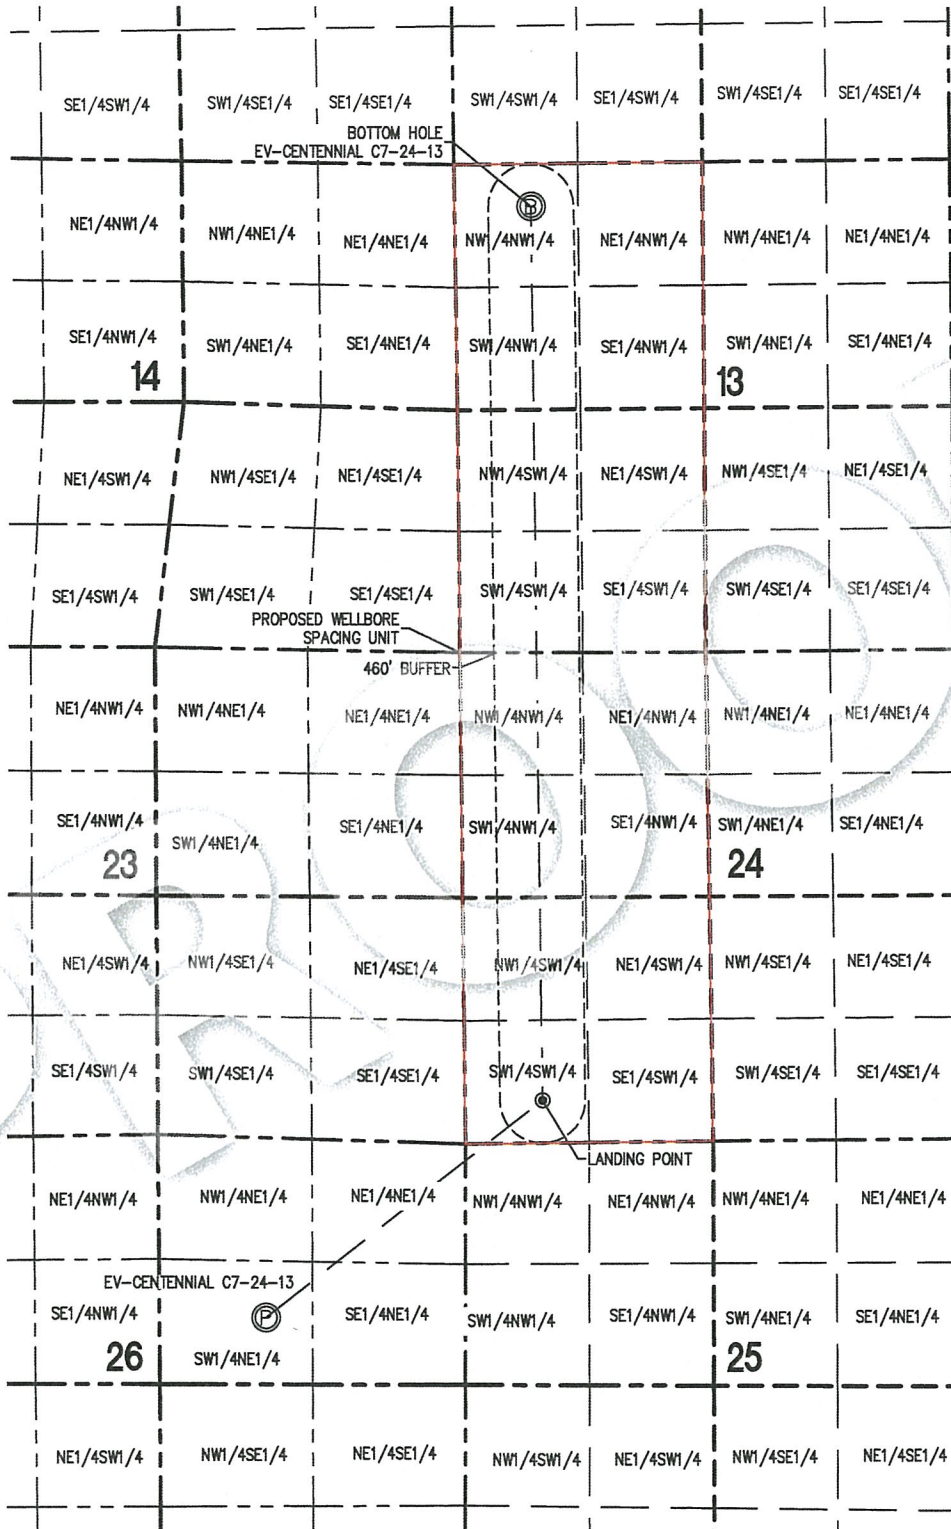 SE1/4SW1/4 SW1/4SE1/4 SE1/4SE1/4 SW1/4SW1/4 SE1/4SW1/4 SW1/4SE1/4 SE1/4SE1/4
BOTTOM HOLE
EV-CENTENNIAL C7-24-13
B
NE1/4NW1/4 NW1/4NE1/4 NE1/4NE1/4 NW1/4NW1/4 NE1/4NW1/4 NW1/4NE1/4 NE1/4NE1/4
SE1/4NW1/4 SW1/4NE1/4 SE1/4NE1/4 SW1/4NW1/4 SE1/4NW1/4 SW1/4NE1/4 SE1/4NE1/4
14 13
NE1/4SW1/4 NW1/4SE1/4 NE1/4SE1/4 NW1/4SW1/4 NE1/4SW1/4 NW1/4SE1/4 NE1/4SE1/4
SE1/4SW1/4 SW1/4SE1/4 SE1/4SE1/4 SW1/4SW1/4 SE1/4SW1/4 SW1/4SE1/4 SE1/4SE1/4
PROPOSED WELLBORE
SPACING UNIT
460' BUFFER
NE1/4NW1/4 NW1/4NE1/4 NE1/4NE1/4 NW1/4NW1/4 NE1/4NW1/4 NW1/4NE1/4 NE1/4NE1/4
SE1/4NW1/4 SW1/4NE1/4 SE1/4NE1/4 SW1/4NW1/4 SE1/4NW1/4 SW1/4NE1/4 SE1/4NE1/4
23 24
NE1/4SW1/4 NW1/4SE1/4 NE1/4SE1/4 NW1/4SW1/4 NE1/4SW1/4 NW1/4SE1/4 NE1/4SE1/4
SE1/4SW1/4 SW1/4SE1/4 SE1/4SE1/4 SW1/4SW1/4 SE1/4SW1/4 SW1/4SE1/4 SE1/4SE1/4
LANDING POINT
NE1/4NW1/4 NW1/4NE1/4 NE1/4NE1/4 NW1/4NW1/4 NE1/4NW1/4 NW1/4NE1/4 NE1/4NE1/4
EV-CENTENNIAL C7-24-13
P
SE1/4NW1/4 SW1/4NE1/4 SE1/4NE1/4 SW1/4NW1/4 SE1/4NW1/4 SW1/4NE1/4 SE1/4NE1/4
26 25
NE1/4SW1/4 NW1/4SE1/4 NE1/4SE1/4 NW1/4SW1/4 NE1/4SW1/4 NW1/4SE1/4 NE1/4SE1/4